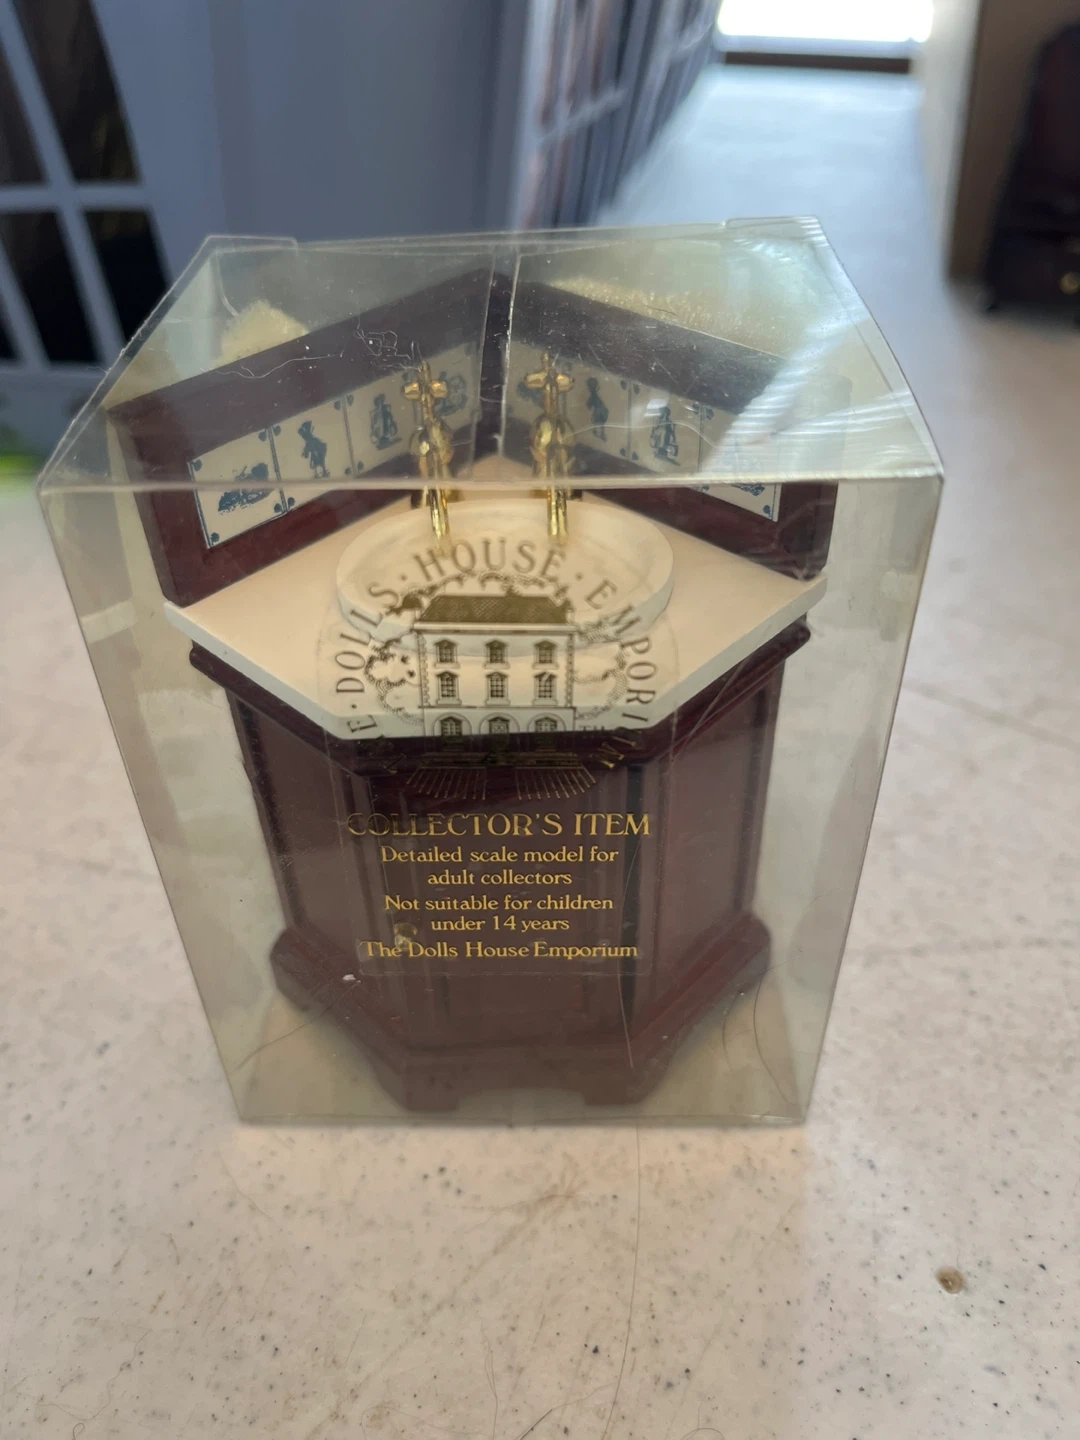 THE · DOLLS · HOUSE · EMPORIUM
COLLECTOR'S ITEM
Detailed scale model for
adult collectors
Not suitable for children
under 14 years
The Dolls House Emporium